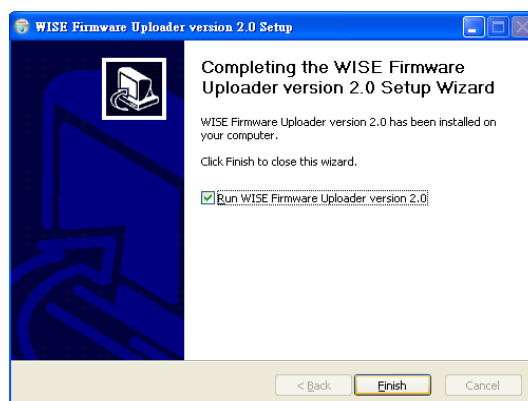 WISE Firmware Uploader version 2.0 Setup
Completing the WISE Firmware
Uploader version 2.0 Setup Wizard
WISE Firmware Uploader version 2.0 has been installed on
your computer.
Click Finish to close this wizard.
Run WISE Firmware Uploader version 2.0
< Back
Finish
Cancel